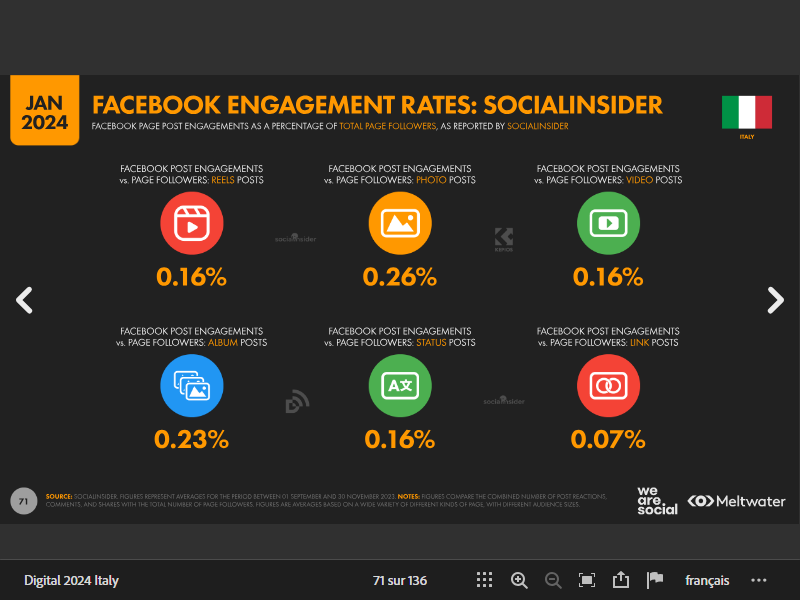 JAN
2024
FACEBOOK ENGAGEMENT RATES: SOCIALINSIDER
FACEBOOK PAGE POST ENGAGEMENTS AS A PERCENTAGE OF TOTAL PAGE FOLLOWERS, AS REPORTED BY SOCIALINSIDER
ITALY
FACEBOOK POST ENGAGEMENTS
vs. PAGE FOLLOWERS: REELS POSTS
0.16%
FACEBOOK POST ENGAGEMENTS
vs. PAGE FOLLOWERS: PHOTO POSTS
0.26%
FACEBOOK POST ENGAGEMENTS
vs. PAGE FOLLOWERS: VIDEO POSTS
0.16%
socialinsider
KEPIOS
FACEBOOK POST ENGAGEMENTS
vs. PAGE FOLLOWERS: ALBUM POSTS
0.23%
FACEBOOK POST ENGAGEMENTS
vs. PAGE FOLLOWERS: STATUS POSTS
A文
0.16%
FACEBOOK POST ENGAGEMENTS
vs. PAGE FOLLOWERS: LINK POSTS
0.07%
socialinsider
71
SOURCE: SOCIALINSIDER. FIGURES REPRESENT AVERAGES FOR THE PERIOD BETWEEN 01 SEPTEMBER AND 30 NOVEMBER 2023. NOTES: FIGURES COMPARE THE COMBINED NUMBER OF POST REACTIONS,
COMMENTS, AND SHARES WITH THE TOTAL NUMBER OF PAGE FOLLOWERS. FIGURES ARE AVERAGES BASED ON A WIDE VARIETY OF DIFFERENT KINDS OF PAGE, WITH DIFFERENT AUDIENCE SIZES.
we
are
social
Meltwater
Digital 2024 Italy
71 sur 136
français